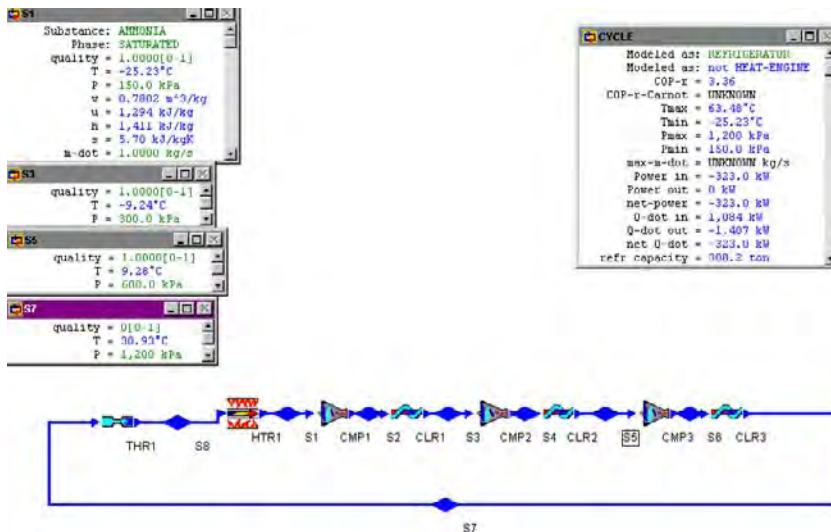 S1
Substance: AMMONIA
Phase: SATURATED
quality = 1.0000[0-1]
T = -25.23°C
P = 150.0 kPa
v = 0.7802 m^3/kg
u = 1,294 kJ/kg
h = 1,411 kJ/kg
s = 5.70 kJ/kgK
m-dot = 1.0000 kg/s
S3
quality = 1.0000[0-1]
T = -9.24°C
P = 300.0 kPa
S5
quality = 1.0000[0-1]
T = 9.28°C
P = 600.0 kPa
S7
quality = 0[0-1]
T = 30.93°C
P = 1,200 kPa
CYCLE
Modeled as: REFRIGERATOR
Modeled as: not HEAT-ENGINE
COP-r = 3.36
COP-r-Carnot = UNKNOWN
Tmax = 63.48°C
Tmin = -25.23°C
Pmax = 1,200 kPa
Pmin = 150.0 kPa
max-m-dot = UNKNOWN kg/s
Power in = -323.0 kW
Power out = 0 kW
net-power = -323.0 kW
Q-dot in = 1,084 kW
Q-dot out = -1,407 kW
net Q-dot = -323.0 kW
refr capacity = 308.2 ton
THR1 S8 HTR1 S1 CMP1 S2 CLR1 S3 CMP2 S4 CLR2 S5 CMP3 S6 CLR3
S7